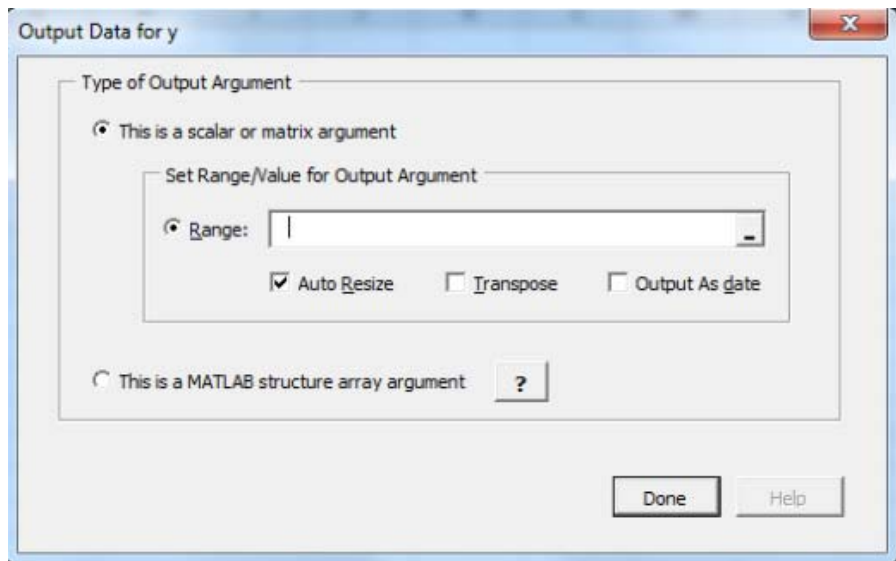 Output Data for y
Type of Output Argument
This is a scalar or matrix argument
Set Range/Value for Output Argument
Range:
Auto Resize Transpose Output As date
This is a MATLAB structure array argument ?
Done Help